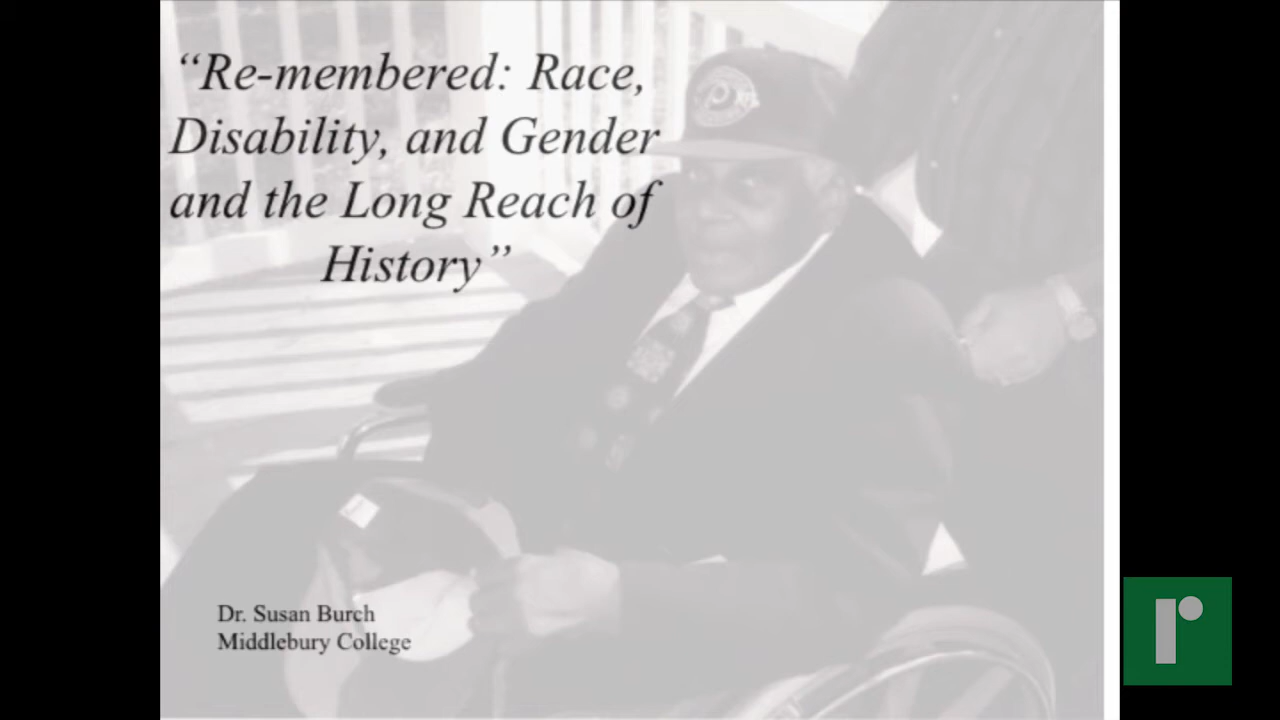 “Re-membered: Race,
Disability, and Gender
and the Long Reach of
History”
Dr. Susan Burch
Middlebury College
r